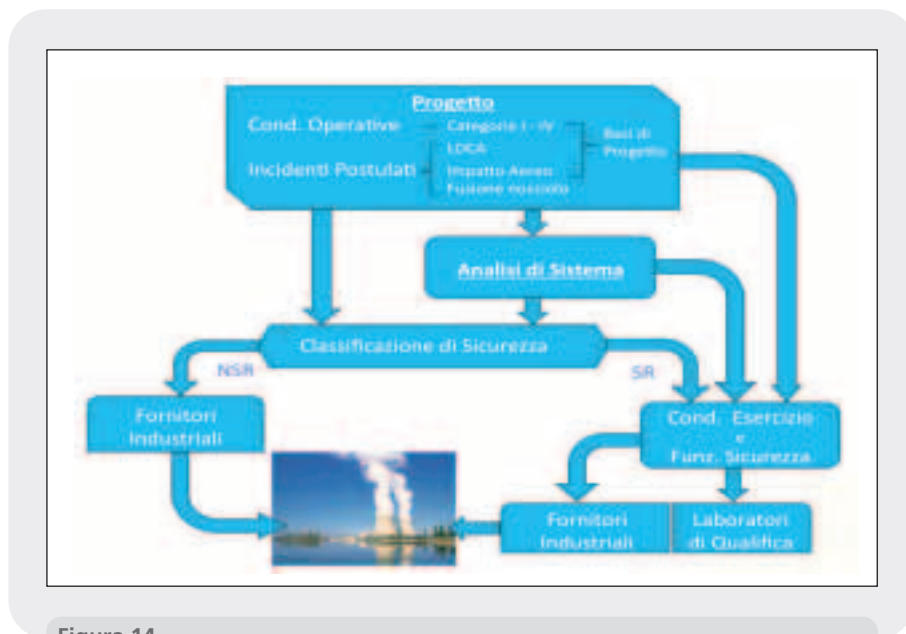 Progetto
Cond. Operative
Categorie I - IV
LOCA
Incidenti Postulati
Impatto Aereo
Fusione nocciolo
Basi di
Progetto
Analisi di Sistema
Classificazione di Sicurezza
NSR
SR
Fornitori
Industriali
Cond. Esercizio
e
Funz. Sicurezza
Fornitori
Industriali
Laboratori
di Qualifica
Figura 14